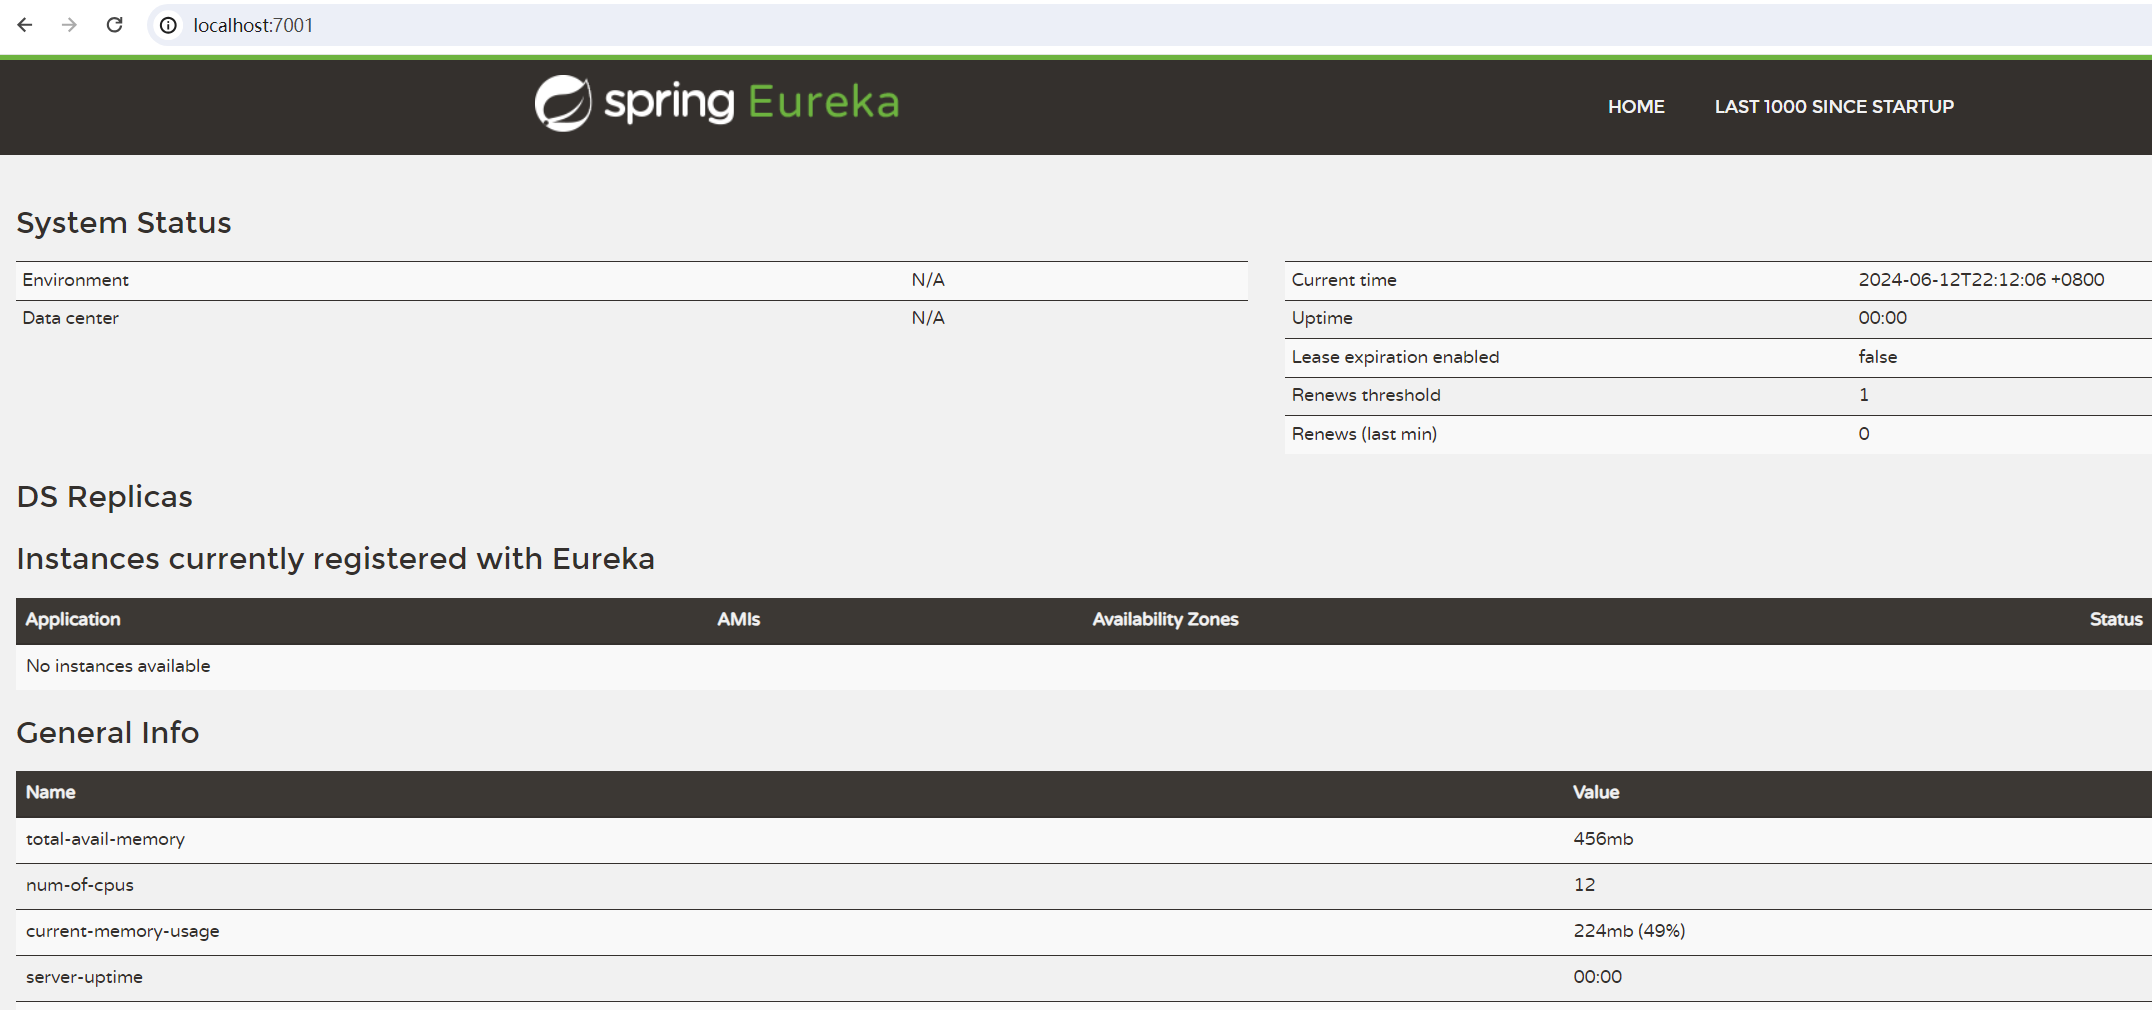 localhost:7001
spring Eureka
HOME LAST 1000 SINCE STARTUP
System Status
Environment N/A
Data center N/A
Current time 2024-06-12T22:12:06 +0800
Uptime 00:00
Lease expiration enabled false
Renews threshold 1
Renews (last min) 0
DS Replicas
Instances currently registered with Eureka
Application AMIs Availability Zones Status
No instances available
General Info
Name Value
total-avail-memory 456mb
num-of-cpus 12
current-memory-usage 224mb (49%)
server-uptime 00:00